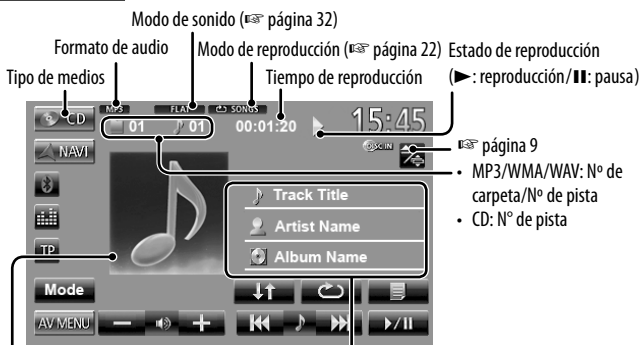 Modo de sonido (☞ página 32)
Formato de audio
Modo de reproducción (☞ página 22)
Estado de reproducción
Tipo de medios
Tiempo de reproducción
(►: reproducción/❚❚: pausa)
MP3
FLAT
SONGS
CD
01
01
00:01:20
15:45
DISC IN
☞ página 9
NAVI
• MP3/WMA/WAV: Nº de
carpeta/Nº de pista
• CD: N° de pista
Track Title
Artist Name
TP
Album Name
Mode
AV MENU